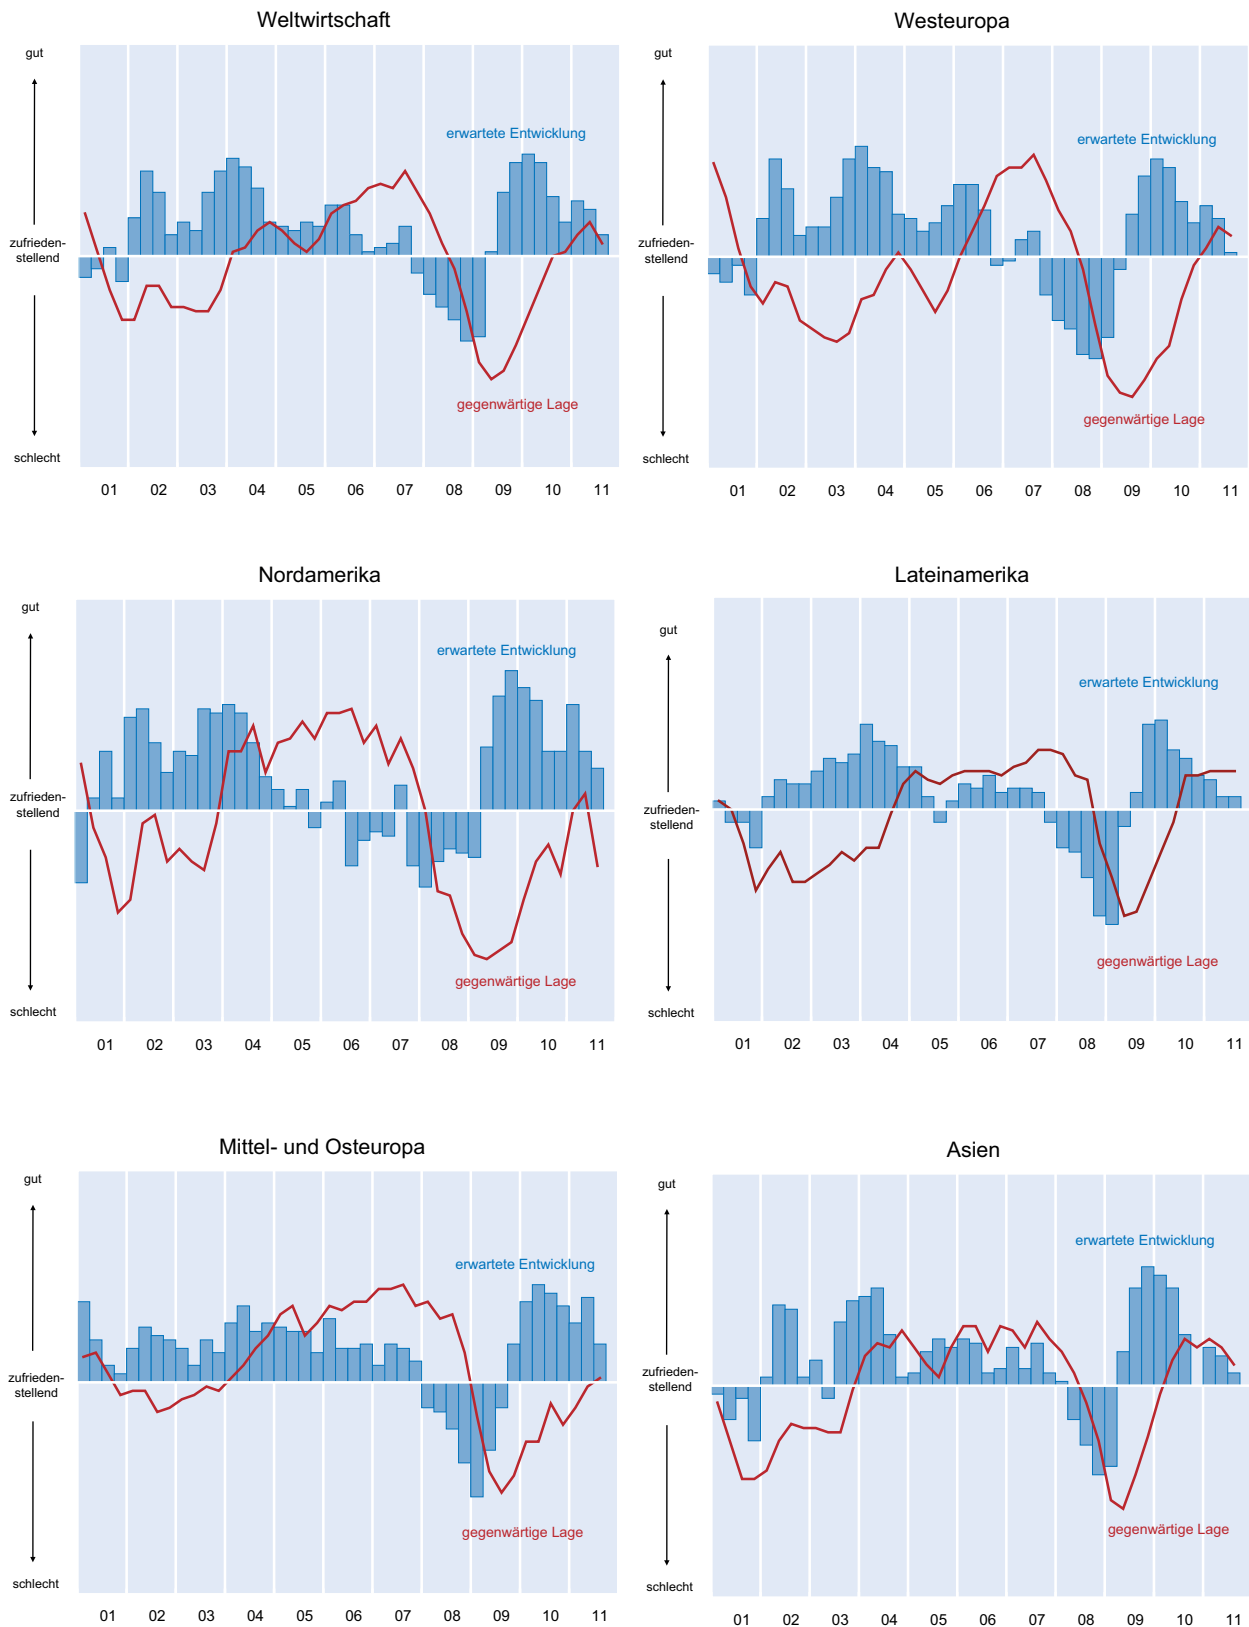 Weltwirtschaft
gut
zufrieden-
stellend
schlecht
erwartete Entwicklung
gegenwärtige Lage
01 02 03 04 05 06 07 08 09 10 11
Westeuropa
gut
zufrieden-
stellend
schlecht
erwartete Entwicklung
gegenwärtige Lage
01 02 03 04 05 06 07 08 09 10 11
Nordamerika
gut
zufrieden-
stellend
schlecht
erwartete Entwicklung
gegenwärtige Lage
01 02 03 04 05 06 07 08 09 10 11
Lateinamerika
gut
zufrieden-
stellend
schlecht
erwartete Entwicklung
gegenwärtige Lage
01 02 03 04 05 06 07 08 09 10 11
Mittel- und Osteuropa
gut
zufrieden-
stellend
schlecht
erwartete Entwicklung
gegenwärtige Lage
01 02 03 04 05 06 07 08 09 10 11
Asien
gut
zufrieden-
stellend
schlecht
erwartete Entwicklung
gegenwärtige Lage
01 02 03 04 05 06 07 08 09 10 11